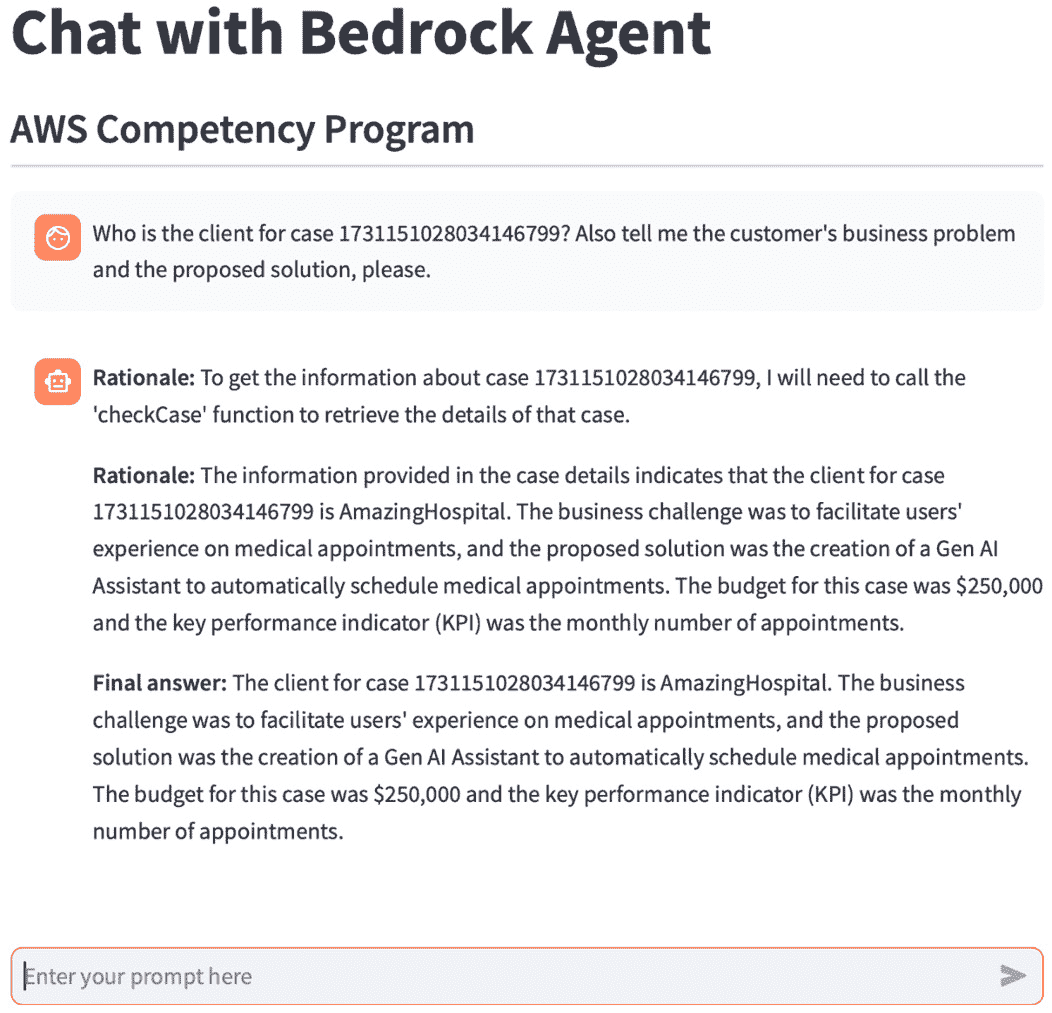 Chat with Bedrock Agent
AWS Competency Program
Who is the client for case 1731151028034146799? Also tell me the customer's business problem
and the proposed solution, please.
Rationale: To get the information about case 1731151028034146799, I will need to call the
'checkCase' function to retrieve the details of that case.
Rationale: The information provided in the case details indicates that the client for case
1731151028034146799 is AmazingHospital. The business challenge was to facilitate users'
experience on medical appointments, and the proposed solution was the creation of a Gen AI
Assistant to automatically schedule medical appointments. The budget for this case was $250,000
and the key performance indicator (KPI) was the monthly number of appointments.
Final answer: The client for case 1731151028034146799 is AmazingHospital. The business
challenge was to facilitate users' experience on medical appointments, and the proposed
solution was the creation of a Gen AI Assistant to automatically schedule medical appointments.
The budget for this case was $250,000 and the key performance indicator (KPI) was the monthly
number of appointments.
Enter your prompt here